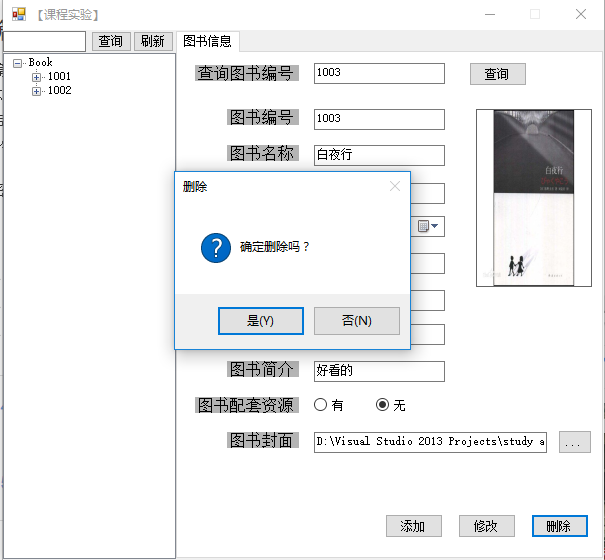 【课程实验】
查询 刷新 图书信息
Book
1001
1002
查询图书编号 1003 查询
图书编号 1003
图书名称 白夜行
白夜行
删除
确定删除吗？
是(Y) 否(N)
图书简介 好看的
图书配套资源 有 无
图书封面 D:\Visual Studio 2013 Projects\study a ...
添加 修改 删除